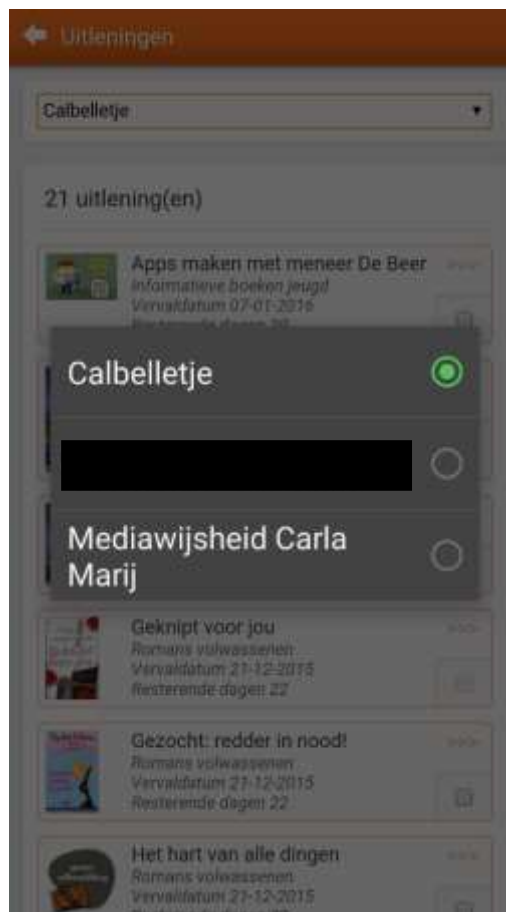 Uitleningen
Calbelletje
21 uitlening(en)
Apps maken met meneer De Beer
Informatieve boeken jeugd
Vervaldatum 07-01-2016
Resterende dagen 39
Calbelletje
Mediawijsheid Carla
Marij
Geknipt voor jou
Romans volwassenen
Vervaldatum 21-12-2015
Resterende dagen 22
Gezocht: redder in nood!
Romans volwassenen
Vervaldatum 21-12-2015
Resterende dagen 22
Het hart van alle dingen
Romans volwassenen
Vervaldatum 21-12-2015